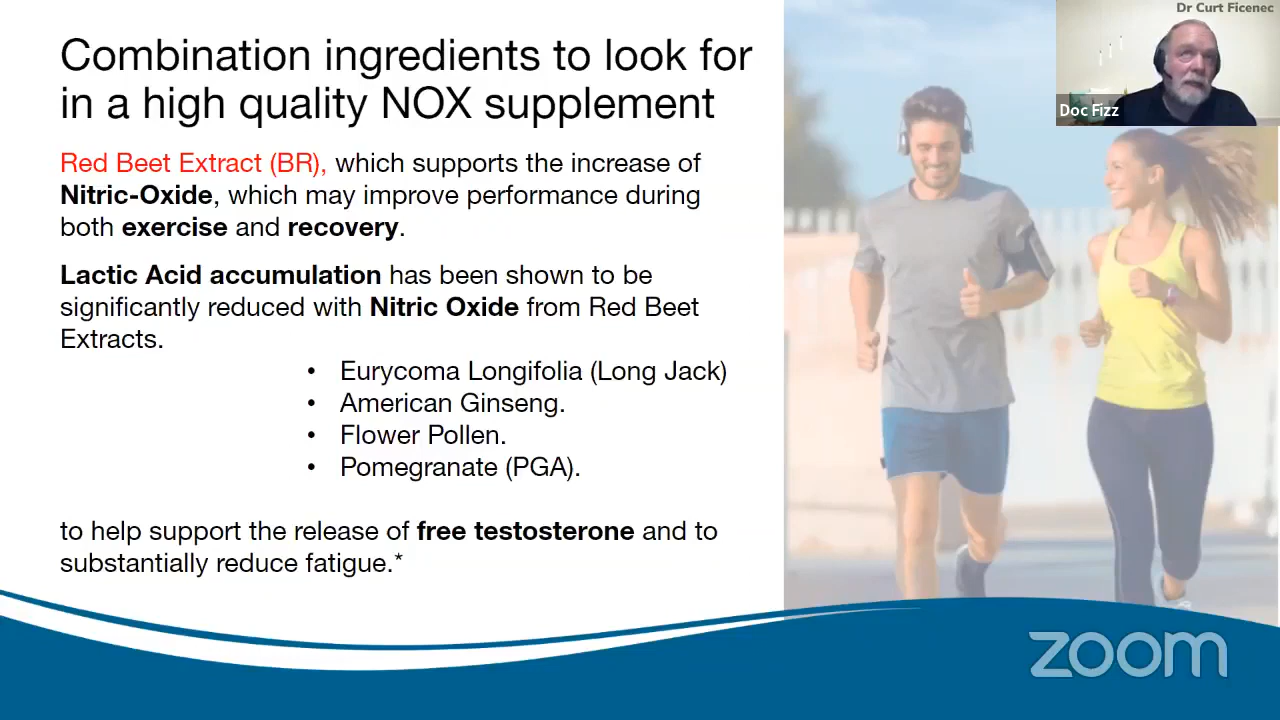 Combination ingredients to look for
in a high quality NOX supplement
Red Beet Extract (BR), which supports the increase of
Nitric-Oxide, which may improve performance during
both exercise and recovery.
Lactic Acid accumulation has been shown to be
significantly reduced with Nitric Oxide from Red Beet
Extracts.
• Eurycoma Longifolia (Long Jack)
• American Ginseng.
• Flower Pollen.
• Pomegranate (PGA).
to help support the release of free testosterone and to
substantially reduce fatigue.*
Dr Curt Ficenec
Doc Fizz
zoom